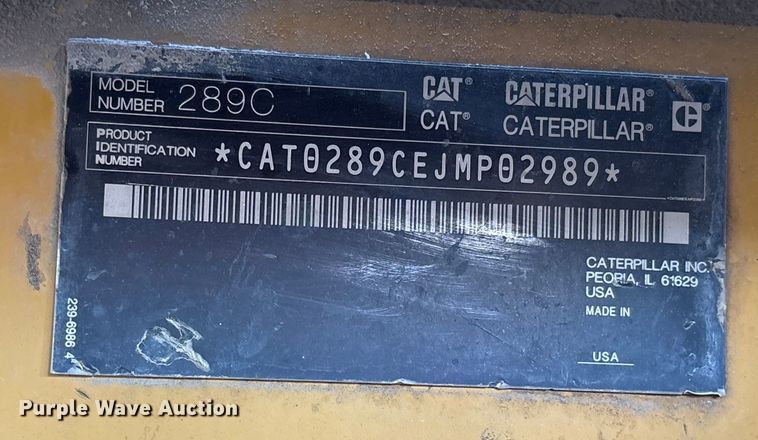 MODEL NUMBER 289C
CAT® CATERPILLAR®
CAT® CATERPILLAR®
PRODUCT IDENTIFICATION NUMBER *CAT0289CEJMP02989*
CATERPILLAR INC.
PEORIA, IL 61629
USA
MADE IN
USA
239-6986 4
Purple Wave Auction